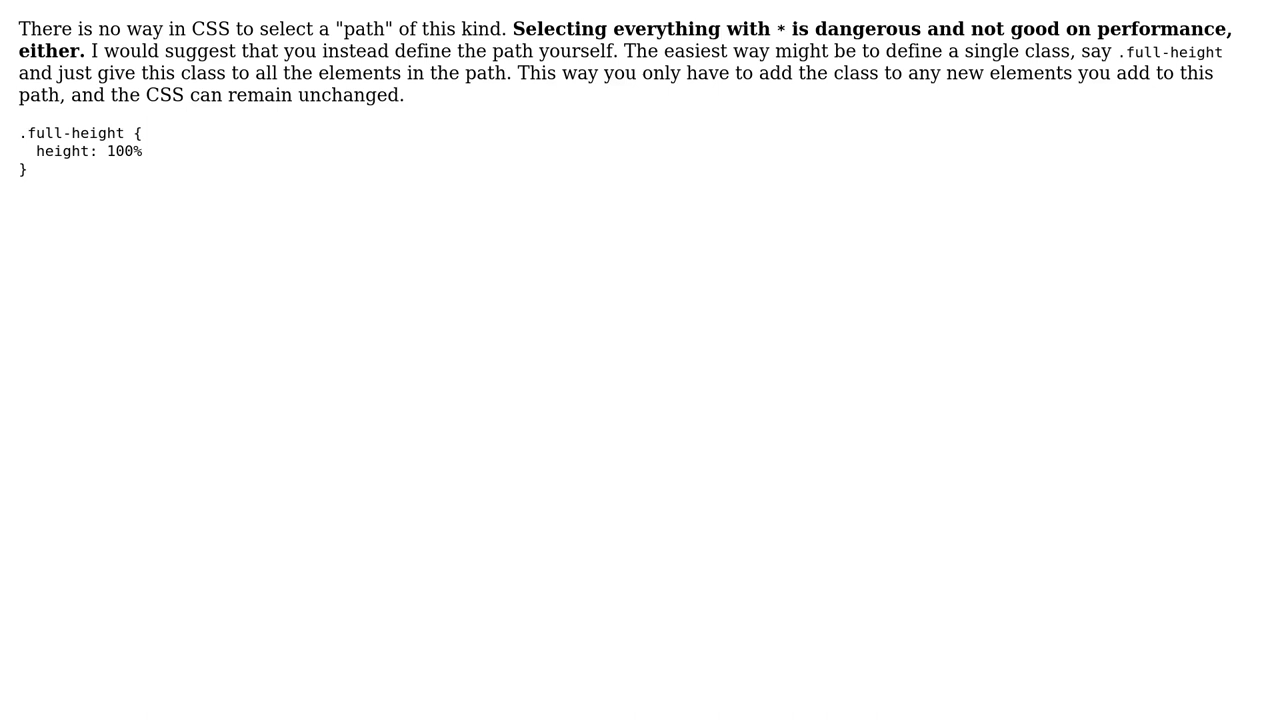 There is no way in CSS to select a "path" of this kind. Selecting everything with * is dangerous and not good on performance,
either. I would suggest that you instead define the path yourself. The easiest way might be to define a single class, say .full-height
and just give this class to all the elements in the path. This way you only have to add the class to any new elements you add to this
path, and the CSS can remain unchanged.
.full-height {
  height: 100%
}